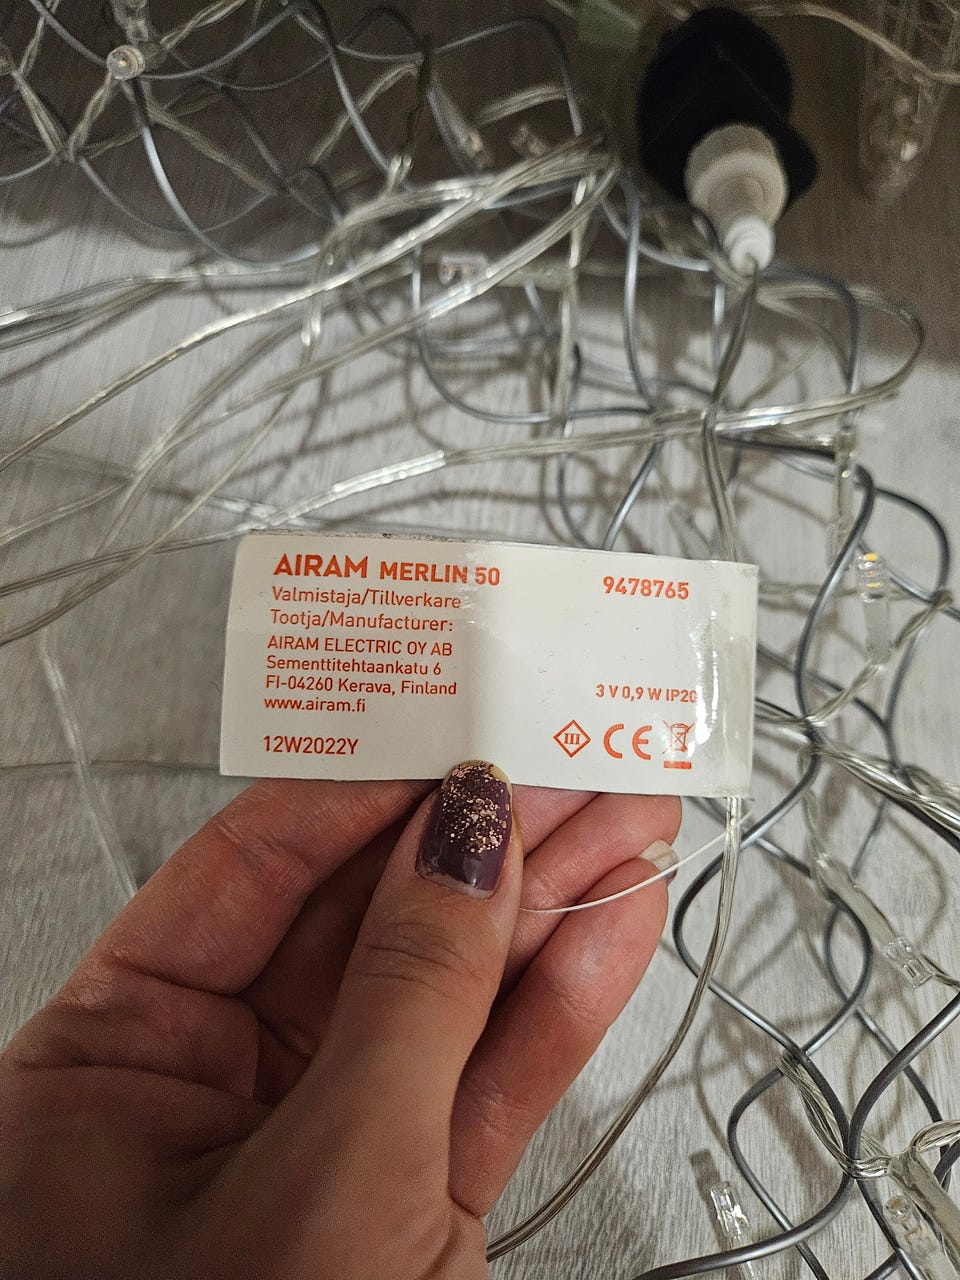 AIRAM MERLIN 50
Valmistaja/Tillverkare
Tootja/Manufacturer:
AIRAM ELECTRIC OY AB
Sementtitehtaankatu 6
FI-04260 Kerava, Finland
www.airam.fi
12W2022Y
9478765
3 V 0,9 W IP20
III
CE